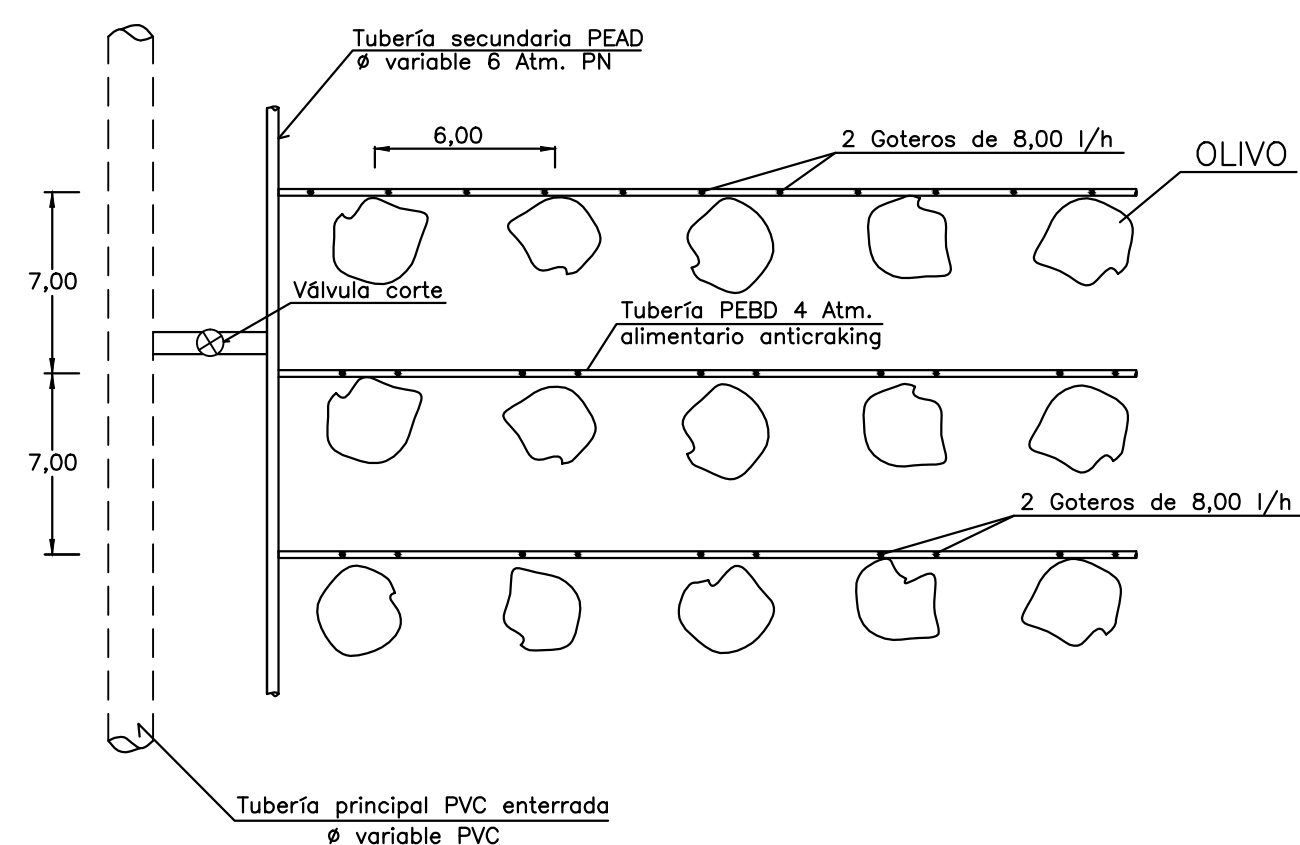 Tubería secundaria PEAD
ø variable 6 Atm. PN
6,00
2 Goteros de 8,00 l/h
OLIVO
7,00
Válvula corte
Tubería PEBD 4 Atm.
alimentario anticraking
7,00
2 Goteros de 8,00 l/h
Tubería principal PVC enterrada
ø variable PVC